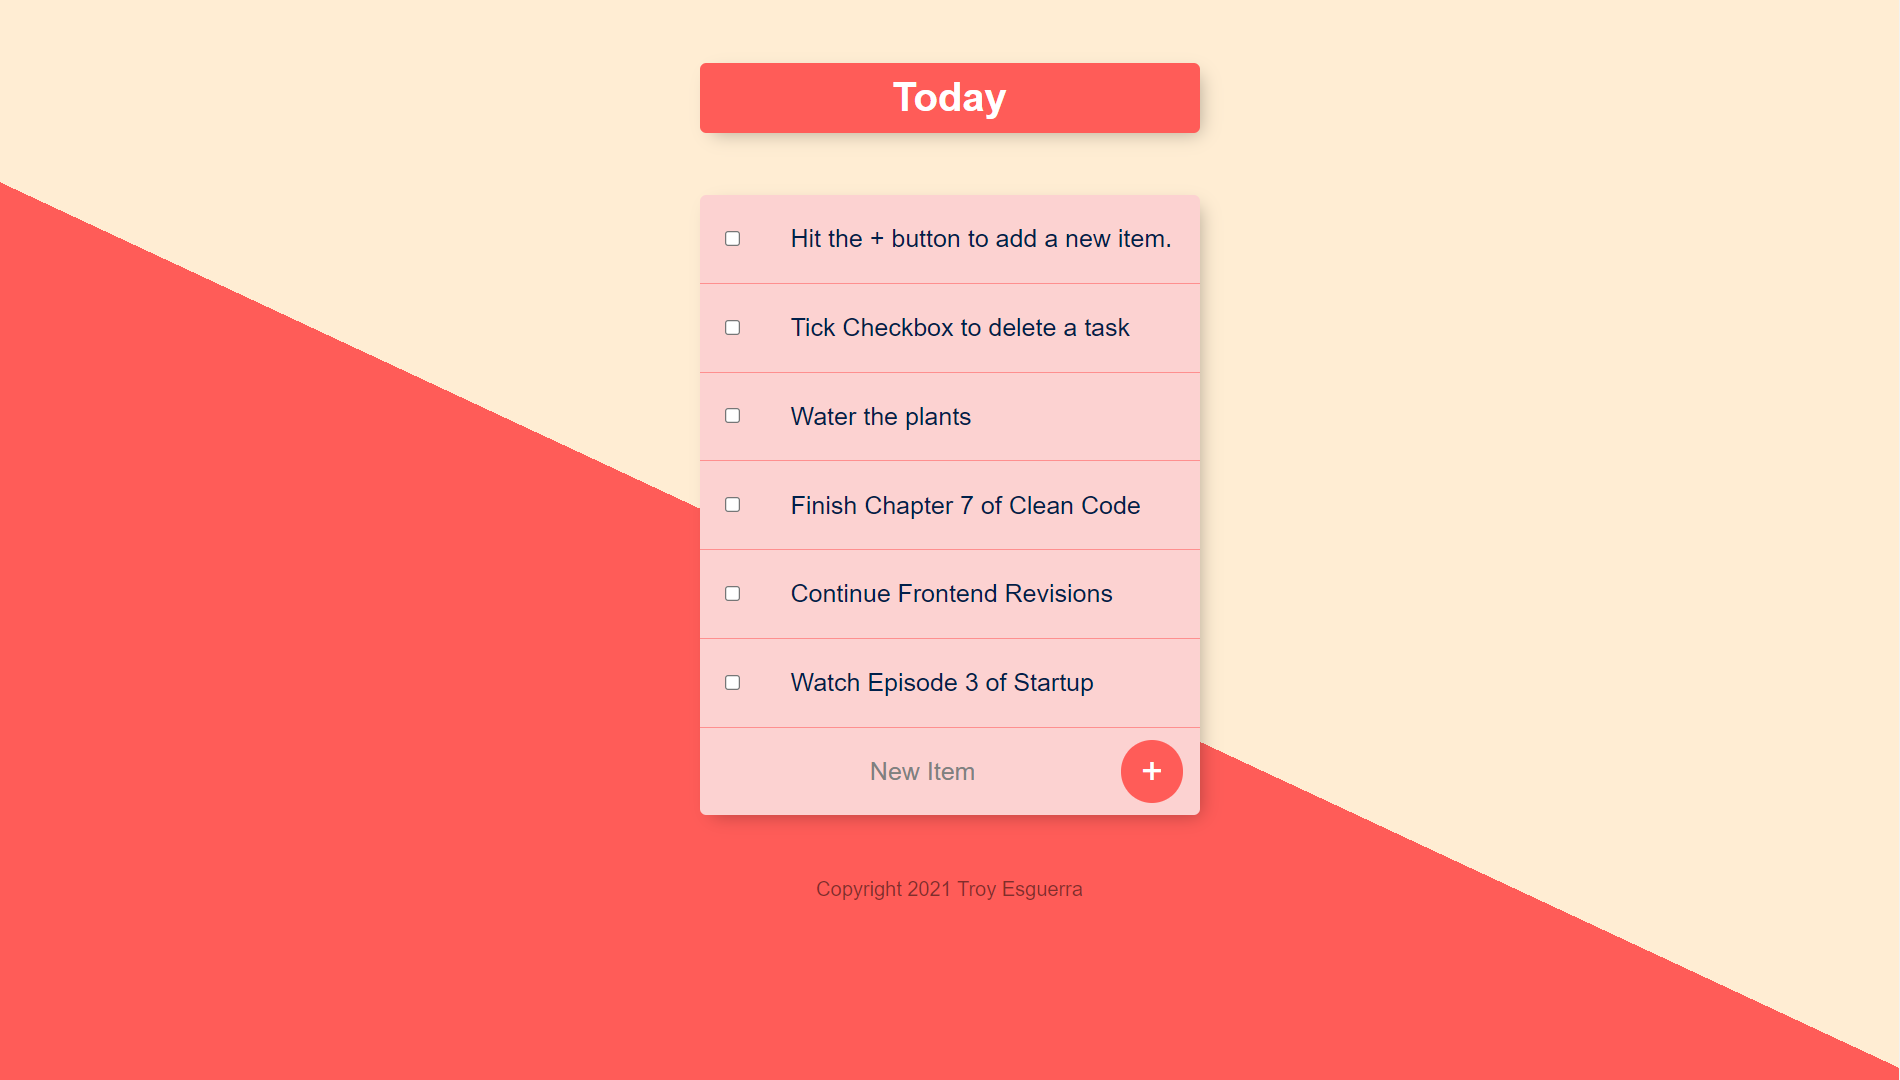 Today
Hit the + button to add a new item.
Tick Checkbox to delete a task
Water the plants
Finish Chapter 7 of Clean Code
Continue Frontend Revisions
Watch Episode 3 of Startup
New Item +
Copyright 2021 Troy Esguerra